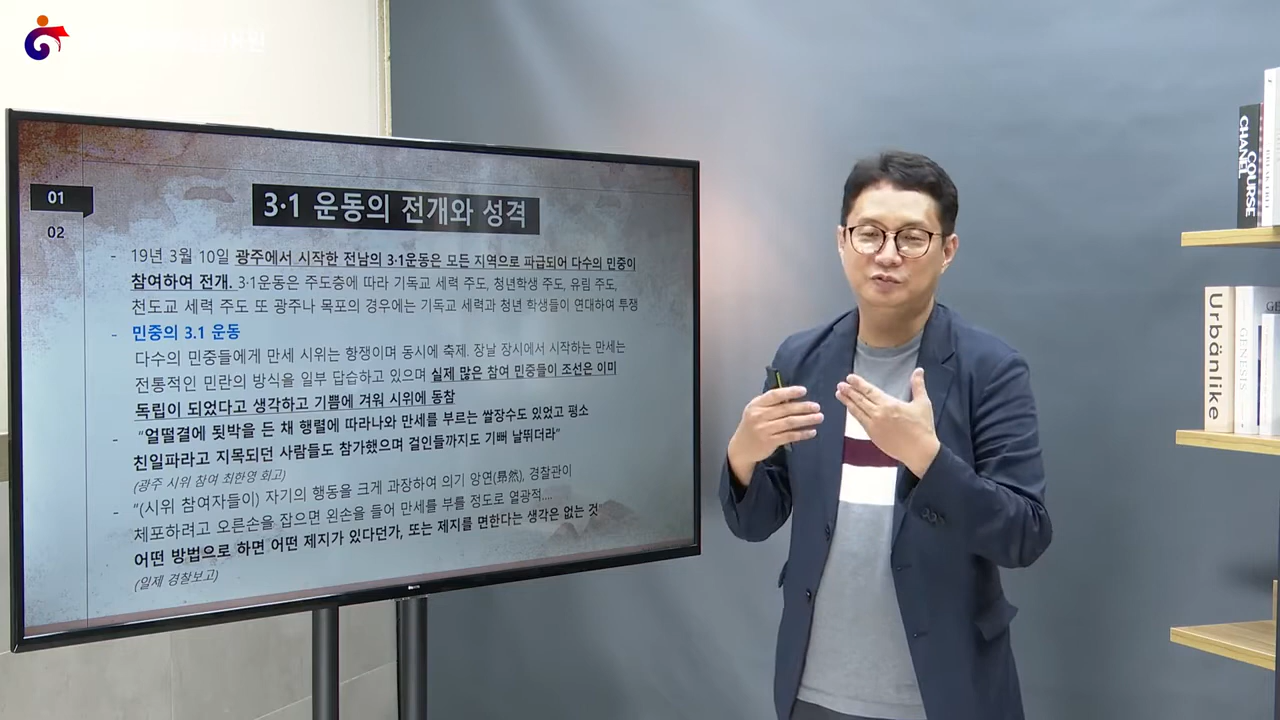 01
02
3·1 운동의 전개와 성격
- 19년 3월 10일 광주에서 시작한 전남의 3·1운동은 모든 지역으로 파급되어 다수의 민중이
참여하여 전개. 3·1운동은 주도층에 따라 기독교 세력 주도, 청년학생 주도, 유림 주도,
천도교 세력 주도 또 광주나 목포의 경우에는 기독교 세력과 청년 학생들이 연대하여 투쟁
- 민중의 3.1 운동
다수의 민중들에게 만세 시위는 항쟁이며 동시에 축제. 장날 장시에서 시작하는 만세는
전통적인 민란의 방식을 일부 답습하고 있으며 실제 많은 참여 민중들이 조선은 이미
독립이 되었다고 생각하고 기쁨에 겨워 시위에 동참
- "얼떨결에 됫박을 든 채 행렬에 따라나와 만세를 부르는 쌀장수도 있었고 평소
친일파라고 지목되던 사람들도 참가했으며 걸인들까지도 기뻐 날뛰더라"
(광주 시위 참여 최한영 회고)
- "(시위 참여자들이) 자기의 행동을 크게 과장하여 의기 앙연(昻然), 경찰관이
체포하려고 오른손을 잡으면 왼손을 들어 만세를 부를 정도로 열광적....
어떤 방법으로 하면 어떤 제지가 있다던가, 또는 제지를 면한다는 생각은 없는 것
(일제 경찰보고)
CHANEL
COURSE
Urbänlike
GENESIS